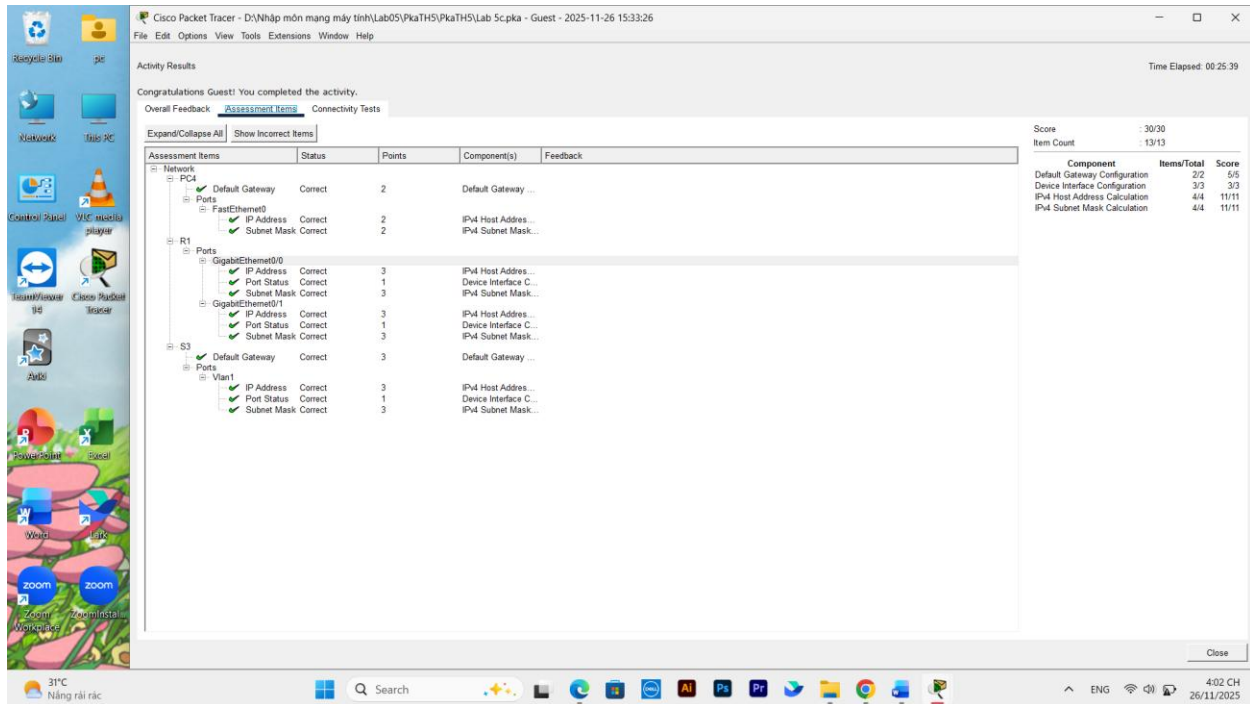 Cisco Packet Tracer - D:\Nhập môn mạng máy tính\Lab05\PkaTH5\PkaTH5\Lab 5c.pka - Guest - 2025-11-26 15:33:26
File Edit Options View Tools Extensions Window Help
Recycle Bin
pc
Activity Results
Time Elapsed: 00:25:39
Congratulations Guest! You completed the activity.
Overall Feedback Assessment Items Connectivity Tests
Network
This PC
Expand/Collapse All Show Incorrect Items
Score : 30/30
Item Count : 13/13
Assessment Items Status Points Component(s) Feedback
Component Items/Total Score
Default Gateway Configuration 2/2 5/5
Device Interface Configuration 3/3 3/3
IPv4 Host Address Calculation 4/4 11/11
IPv4 Subnet Mask Calculation 4/4 11/11
Network
PC4
Default Gateway Correct 2 Default Gateway ...
Ports
FastEthernet0
IP Address Correct 2 IPv4 Host Addres...
Subnet Mask Correct 2 IPv4 Subnet Mask...
R1
Ports
GigabitEthernet0/0
IP Address Correct 3 IPv4 Host Addres...
Port Status Correct 1 Device Interface C...
Subnet Mask Correct 3 IPv4 Subnet Mask...
GigabitEthernet0/1
IP Address Correct 3 IPv4 Host Addres...
Port Status Correct 1 Device Interface C...
Subnet Mask Correct 3 IPv4 Subnet Mask...
S3
Default Gateway Correct 3 Default Gateway ...
Ports
Vlan1
IP Address Correct 3 IPv4 Host Addres...
Port Status Correct 1 Device Interface C...
Subnet Mask Correct 3 IPv4 Subnet Mask...
Control Panel
VLC media player
TeamViewer
Cisco Packet Tracer
Anki
PowerPoint
Excel
Word
Lark
zoom
zoom
Zoom Workplace
ZoomInstal...
Close
31°C
Nắng rải rác
Search
DELL
Ai
Ps
Pr
ENG
4:02 CH
26/11/2025